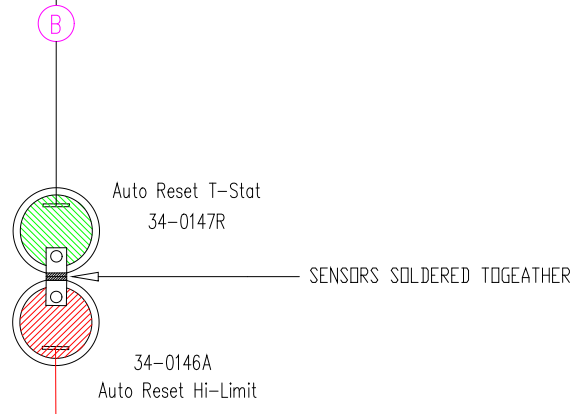 B
Auto Reset T-Stat
34-0147R
SENSORS SOLDERED TOGEATHER
34-0146A
Auto Reset Hi-Limit